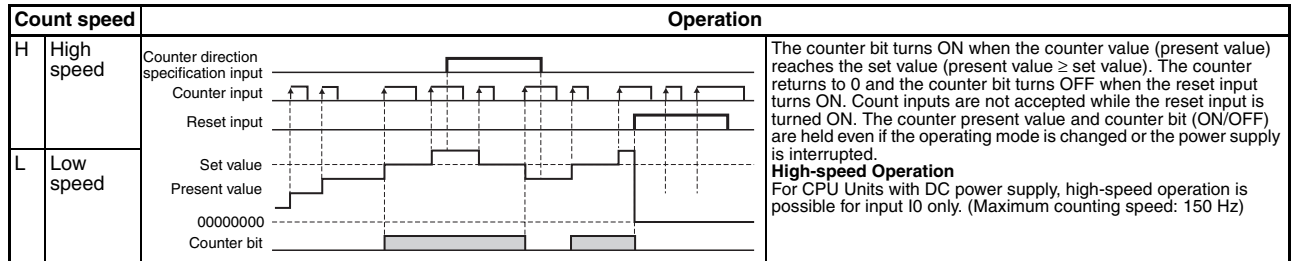 Count speed
Operation
H
High
speed
L
Low
speed
Counter direction
specification input
Counter input
Reset input
Set value
Present value
00000000
Counter bit
The counter bit turns ON when the counter value (present value)
reaches the set value (present value ≥ set value). The counter
returns to 0 and the counter bit turns OFF when the reset input
turns ON. Count inputs are not accepted while the reset input is
turned ON. The counter present value and counter bit (ON/OFF)
are held even if the operating mode is changed or the power supply
is interrupted.
High-speed Operation
For CPU Units with DC power supply, high-speed operation is
possible for input I0 only. (Maximum counting speed: 150 Hz)